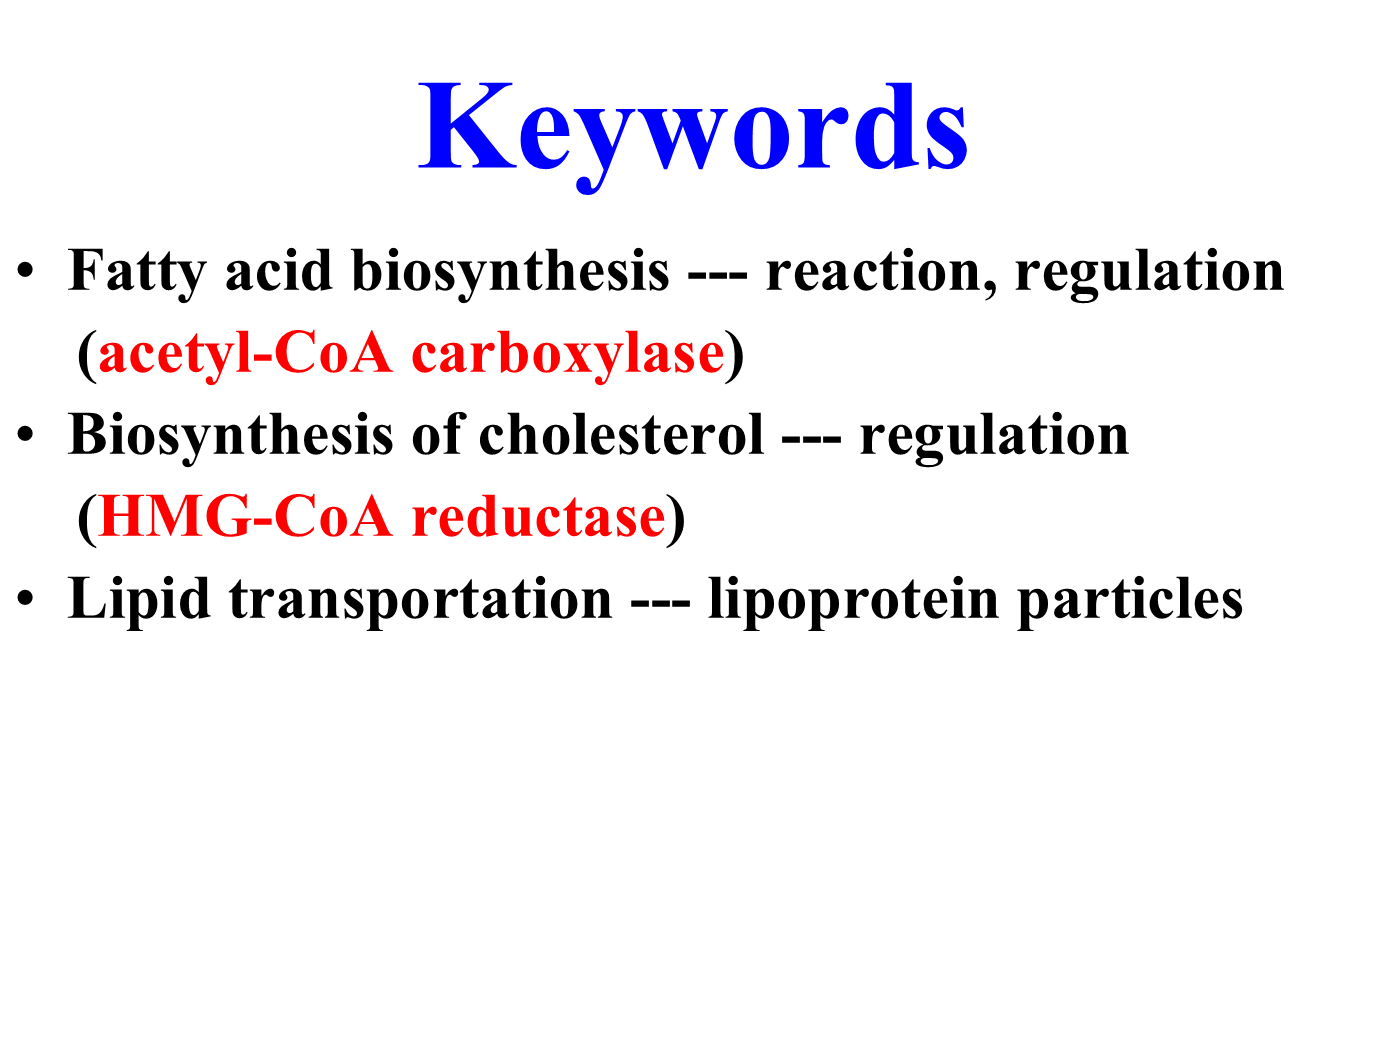 Keywords
• Fatty acid biosynthesis --- reaction, regulation
(acetyl-CoA carboxylase)
• Biosynthesis of cholesterol --- regulation
(HMG-CoA reductase)
• Lipid transportation --- lipoprotein particles